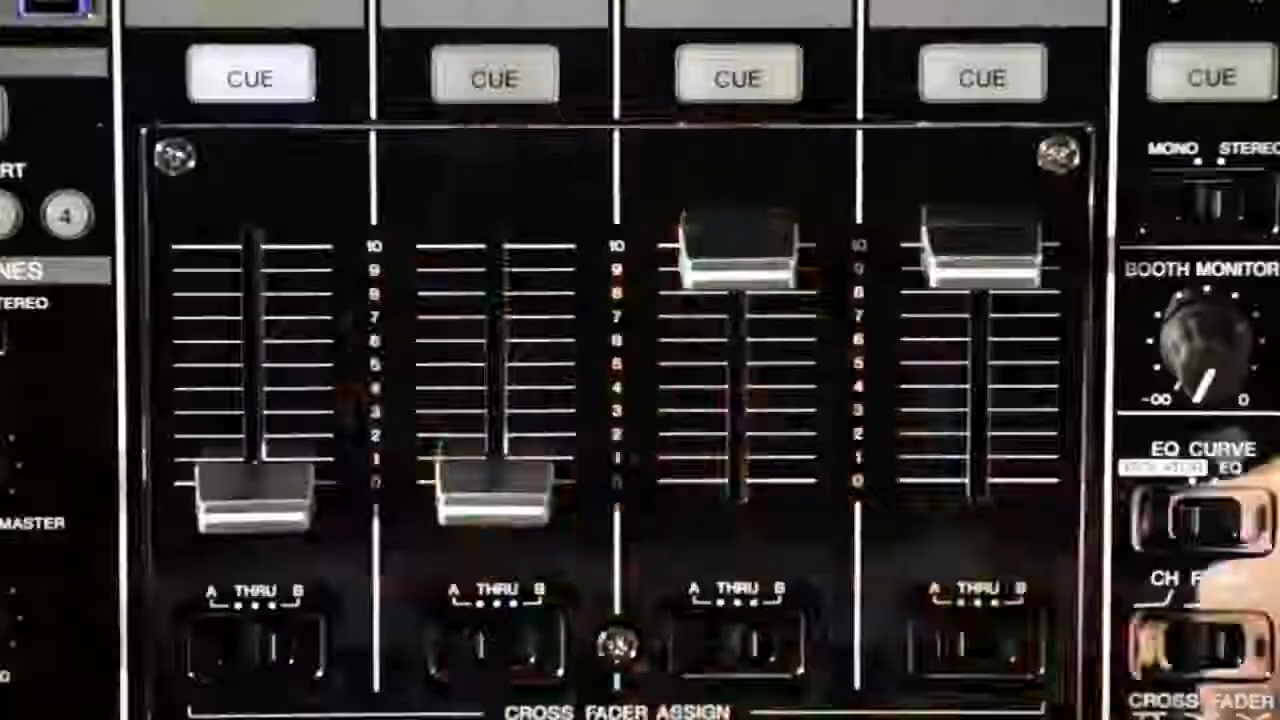 CUE CUE CUE CUE CUE
MONO STEREO
RT
4
NES
TEREO
BOOTH MONITOR
-∞ 0
10 10 10
9 9 9
8 8 8
7 7 7
6 6 6
5 5 5
4 4 4
3 3 3
2 2 2
1 1 1
0 0 0
EQ CURVE
EQ
MASTER
CH F
A THRU B A THRU B A THRU B A THRU B
CROSS FADER ASSIGN
CROSS FADER